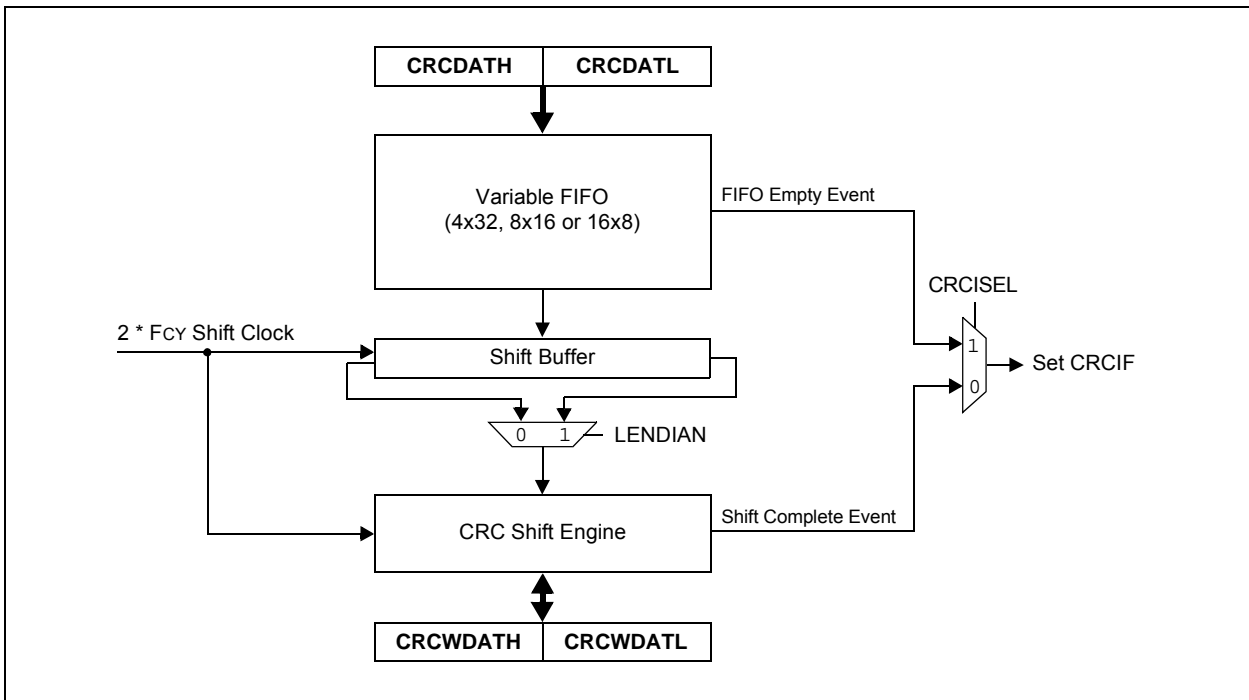 CRCDATH CRCDATL
Variable FIFO
(4x32, 8x16 or 16x8)
FIFO Empty Event
CRCISEL
2 * FCY Shift Clock
1
Shift Buffer
Set CRCIF
0
0 1
LENDIAN
Shift Complete Event
CRC Shift Engine
CRCWDATH CRCWDATL